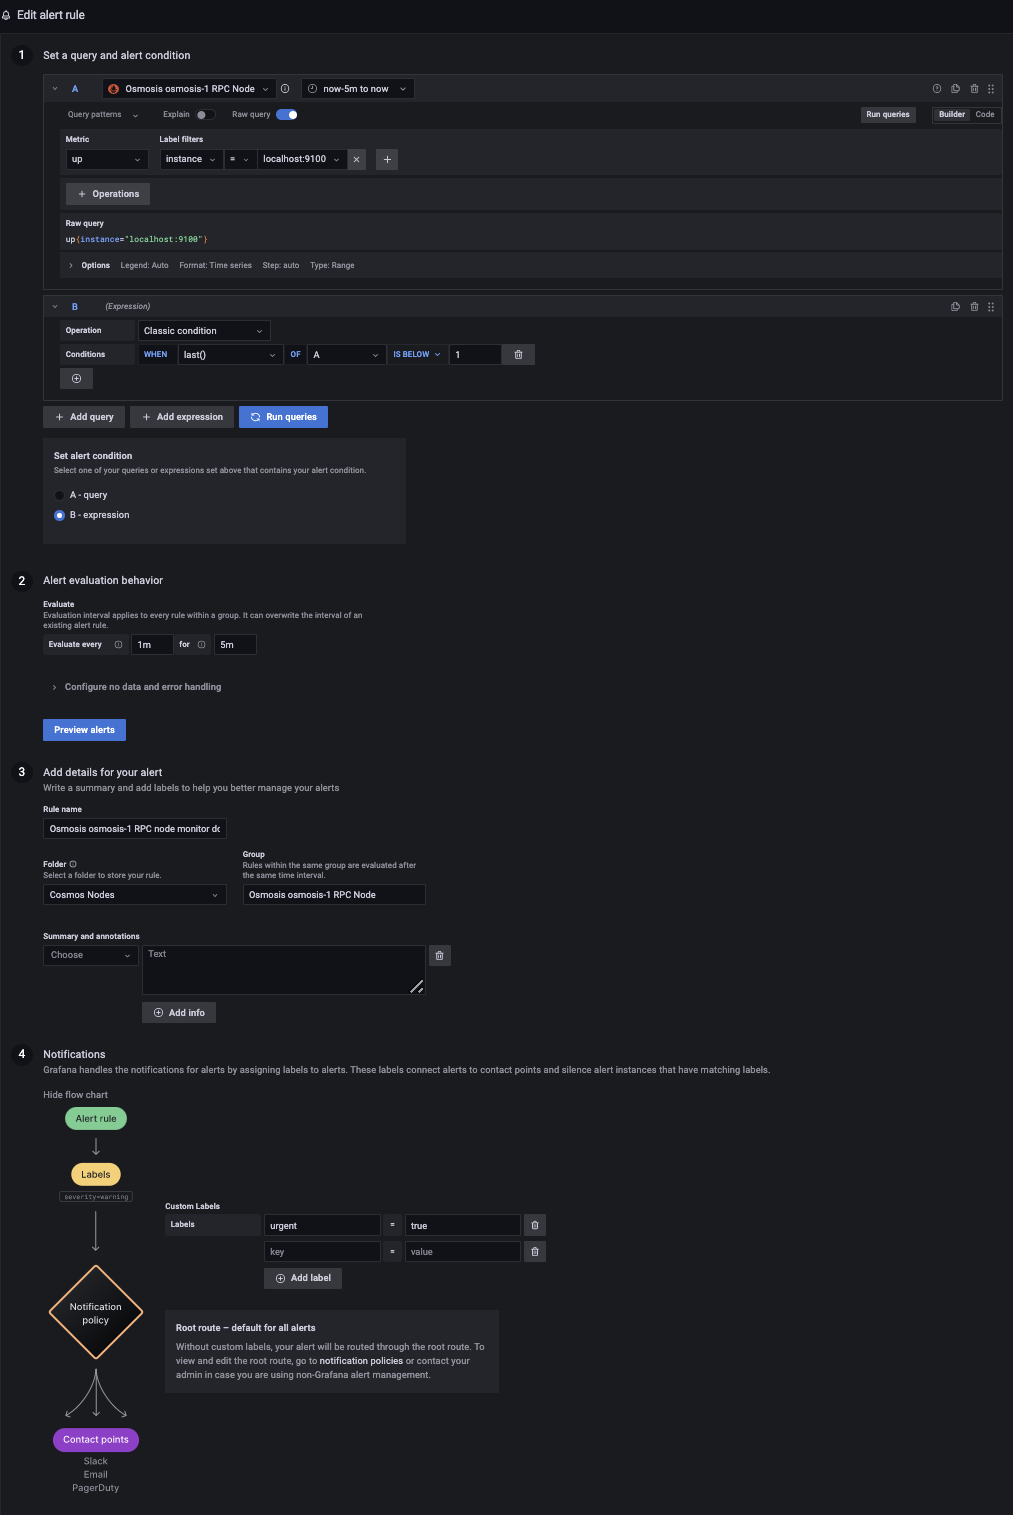 Edit alert rule
1 Set a query and alert condition
A Osmosis osmosis-1 RPC Node now-5m to now
Query patterns Explain Raw query Run queries Builder Code
Metric Label filters
up instance = localhost:9100
+ Operations
Raw query
up{instance="localhost:9100"}
Options Legend: Auto Format: Time series Step: auto Type: Range
B (Expression)
Operation Classic condition
Conditions WHEN last() OF A IS BELOW 1
+ Add query + Add expression Run queries
Set alert condition
Select one of your queries or expressions set above that contains your alert condition.
A - query
B - expression
2 Alert evaluation behavior
Evaluate
Evaluation interval applies to every rule within a group. It can overwrite the interval of an
existing alert rule.
Evaluate every 1m for 5m
Configure no data and error handling
Preview alerts
3 Add details for your alert
Write a summary and add labels to help you better manage your alerts
Rule name
Osmosis osmosis-1 RPC node monitor dc
Folder
Select a folder to store your rule.
Cosmos Nodes
Group
Rules within the same group are evaluated after
the same time interval.
Osmosis osmosis-1 RPC Node
Summary and annotations
Choose Text
Add info
4 Notifications
Grafana handles the notifications for alerts by assigning labels to alerts. These labels connect alerts to contact points and silence alert instances that have matching labels.
Hide flow chart
Alert rule
Labels
severity=warning
Notification
policy
Contact points
Slack
Email
PagerDuty
Custom Labels
Labels urgent = true
key = value
Add label
Root route – default for all alerts
Without custom labels, your alert will be routed through the root route. To
view and edit the root route, go to notification policies or contact your
admin in case you are using non-Grafana alert management.